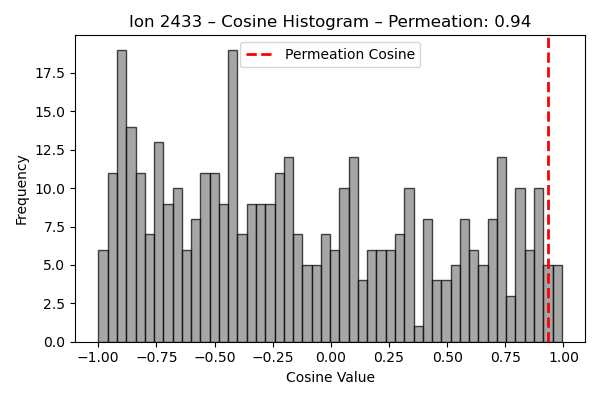 Ion 2433 – Cosine Histogram – Permeation: 0.94
Permeation Cosine
Frequency
17.5
15.0
12.5
10.0
7.5
5.0
2.5
0.0
−1.00 −0.75 −0.50 −0.25 0.00 0.25 0.50 0.75 1.00
Cosine Value